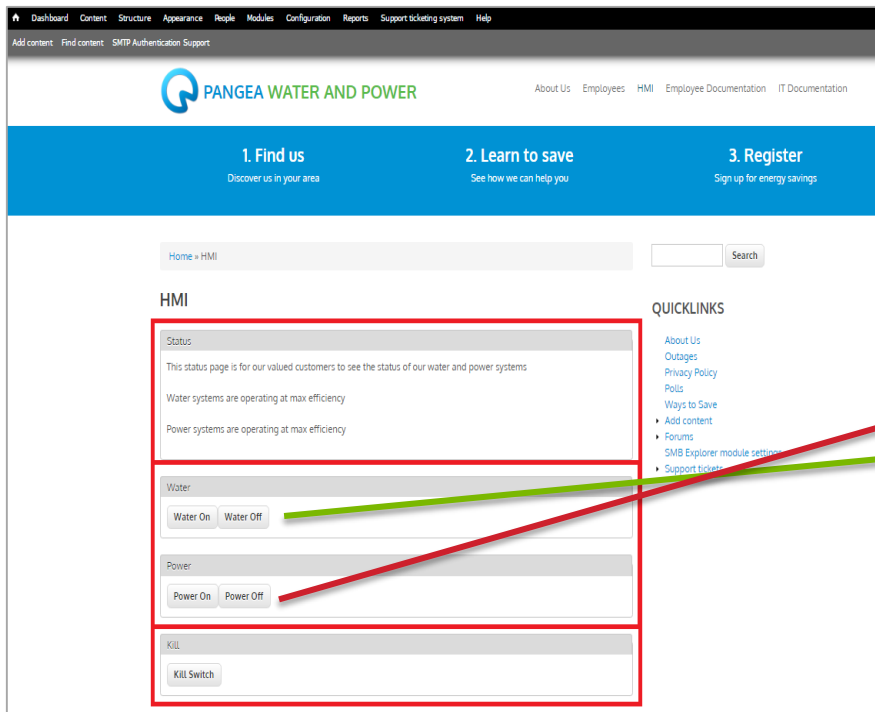 Dashboard Content Structure Appearance People Modules Configuration Reports Support ticketing system Help
Add content Find content SMTP Authentication Support
PANGEA WATER AND POWER
About Us Employees HMI Employee Documentation IT Documentation
1. Find us
Discover us in your area
2. Learn to save
See how we can help you
3. Register
Sign up for energy savings
Home » HMI
Search
HMI
Status
This status page is for our valued customers to see the status of our water and power systems
Water systems are operating at max efficiency
Power systems are operating at max efficiency
Water
Water On Water Off
Power
Power On Power Off
Kill
Kill Switch
QUICKLINKS
About Us
Outages
Privacy Policy
Polls
Ways to Save
Add content
Forums
SMB Explorer module settings
Support tickets